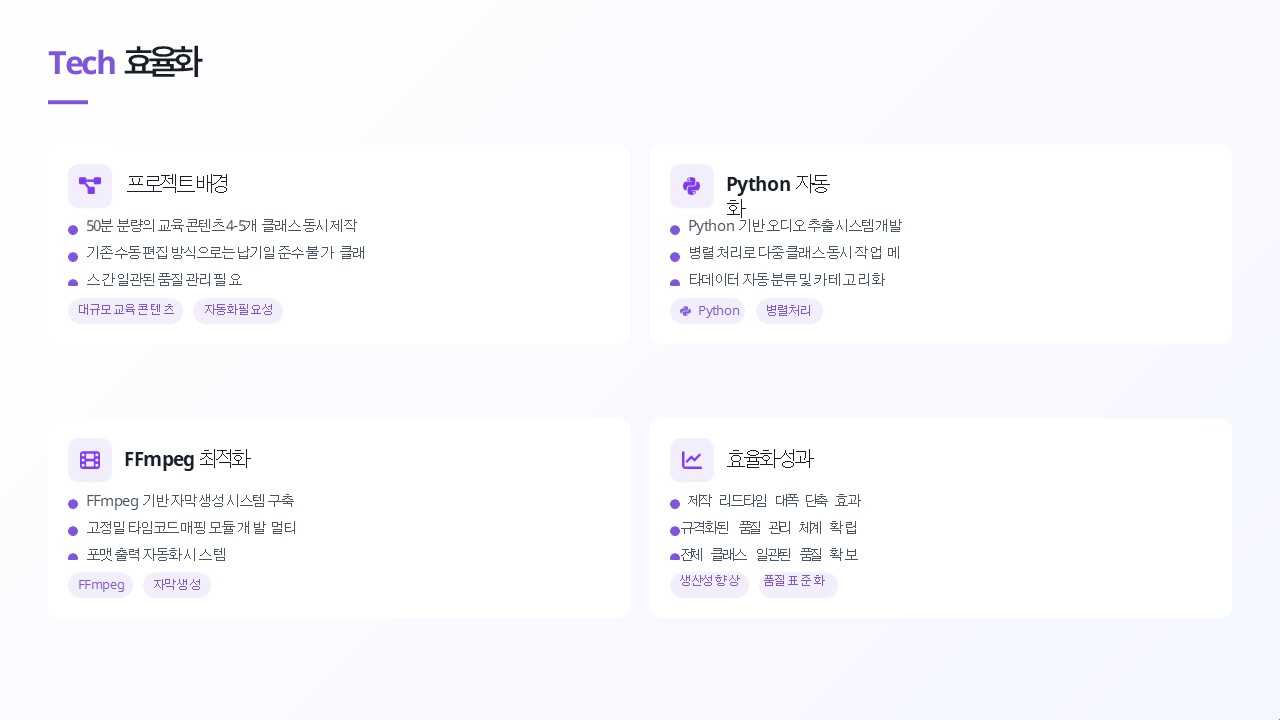 Tech 효율화
프로젝트 배경
50분 분량의 교육 콘텐츠 4-5개 클래스 동시 제작
기존 수동 편집 방식으로는 납기일 준수 불가 클래
스 간 일관된 품질 관리 필요
대규모 교육 콘텐츠 자동화 필요성
Python 자동
화
Python 기반 오디오 추출 시스템 개발
병렬 처리로 다중 클래스 동시 작업 메
타데이터 자동 분류 및 카테고리화
Python 병렬처리
FFmpeg 최적화
FFmpeg 기반 자막 생성 시스템 구축
고정밀 타임코드 매핑 모듈 개발 멀티
포맷 출력 자동화 시스템
FFmpeg 자막 생성
효율화 성과
제작 리드타임 대폭 단축 효과
규격화된 품질 관리 체계 확립
전체 클래스 일관된 품질 확보
생산성 향상 품질 표준화